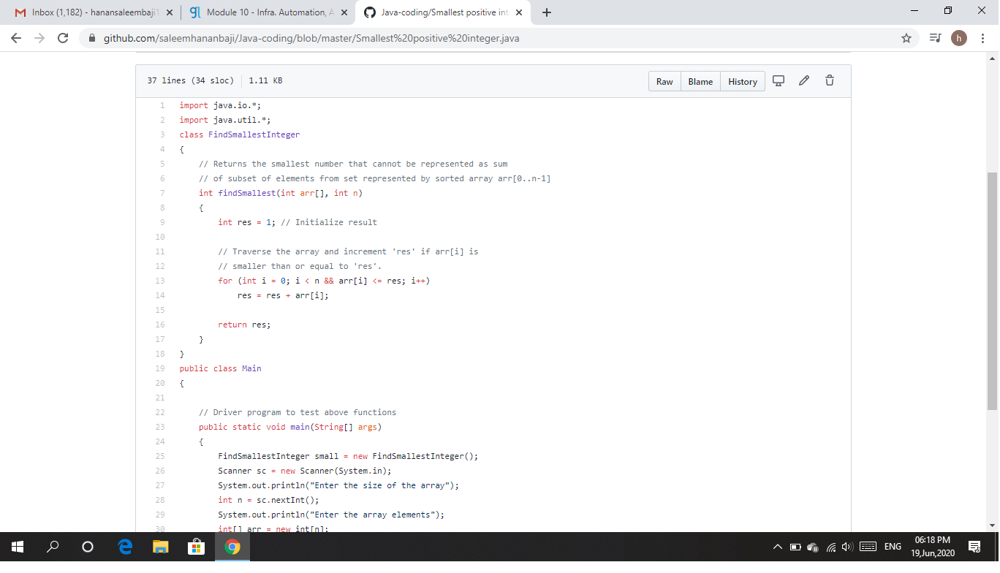 Inbox (1,182) - hanansaleembaji1
Module 10 - Infra. Automation, A
Java-coding/Smallest positive int
github.com/saleemhananbaji/Java-coding/blob/master/Smallest%20positive%20integer.java
h
37 lines (34 sloc) 1.11 KB
Raw Blame History
1 import java.io.*;
2 import java.util.*;
3 class FindSmallestInteger
4 {
5 // Returns the smallest number that cannot be represented as sum
6 // of subset of elements from set represented by sorted array arr[0..n-1]
7 int findSmallest(int arr[], int n)
8 {
9 int res = 1; // Initialize result
10
11 // Traverse the array and increment 'res' if arr[i] is
12 // smaller than or equal to 'res'.
13 for (int i = 0; i < n && arr[i] <= res; i++)
14 res = res + arr[i];
15
16 return res;
17 }
18 }
19 public class Main
20 {
21
22 // Driver program to test above functions
23 public static void main(String[] args)
24 {
25 FindSmallestInteger small = new FindSmallestInteger();
26 Scanner sc = new Scanner(System.in);
27 System.out.println("Enter the size of the array");
28 int n = sc.nextInt();
29 System.out.println("Enter the array elements");
30 int[] arr = new int[n];
ENG
06:18 PM
19,Jun,2020